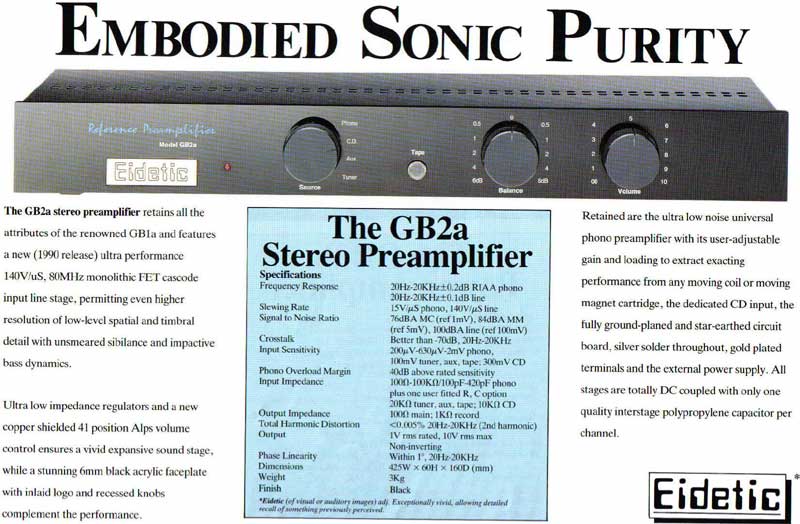 EMBODIED SONIC PURITY
Reference Preamplifier
Model GB2a
Eidetic
Phono
C.D.
Aux
Tuner
Source
Tape
0
0.5
0.5
1
1
2
2
4
4
6dB
6dB
Balance
5
4
6
3
7
2
8
1
9
00
10
Volume
The GB2a stereo preamplifier retains all the
attributes of the renowned GB1a and features
a new (1990 release) ultra performance
140V/uS, 80MHz monolithic FET cascode
input line stage, permitting even higher
resolution of low-level spatial and timbral
detail with unsmeared sibilance and impactive
bass dynamics.
Ultra low impedance regulators and a new
copper shielded 41 position Alps volume
control ensures a vivid expansive sound stage,
while a stunning 6mm black acrylic faceplate
with inlaid logo and recessed knobs
complement the performance.
The GB2a
Stereo Preamplifier
Specifications
Frequency Response 20Hz-20KHz±0.2dB RIAA phono
20Hz-20KHz±0.1dB line
Slewing Rate 15V/µS phono, 140V/µS line
Signal to Noise Ratio 76dBA MC (ref 1mV), 84dBA MM
(ref 5mV), 100dBA line (ref 100mV)
Crosstalk Better than -70dB, 20Hz-20KHz
Input Sensitivity 200µV-630µV-2mV phono,
100mV tuner, aux, tape; 300mV CD
Phono Overload Margin 40dB above rated sensitivity
Input Impedance 100Ω-100KΩ/100pF-420pF phono
plus one user fitted R, C option
20KΩ tuner, aux, tape; 10KΩ CD
Output Impedance 100Ω main; 1KΩ record
Total Harmonic Distortion <0.005% 20Hz-20KHz (2nd harmonic)
Output 1V rms rated, 10V rms max
Non-inverting
Phase Linearity Within 1°, 20Hz-20KHz
Dimensions 425W × 60H × 160D (mm)
Weight 3Kg
Finish Black
*Eidetic (of visual or auditory images) adj. Exceptionally vivid, allowing detailed
recall of something previously perceived.
Retained are the ultra low noise universal
phono preamplifier with its user-adjustable
gain and loading to extract exacting
performance from any moving coil or moving
magnet cartridge, the dedicated CD input, the
fully ground-planed and star-earthed circuit
board, silver solder throughout, gold plated
terminals and the external power supply. All
stages are totally DC coupled with only one
quality interstage polypropylene capacitor per
channel.
Eidetic*